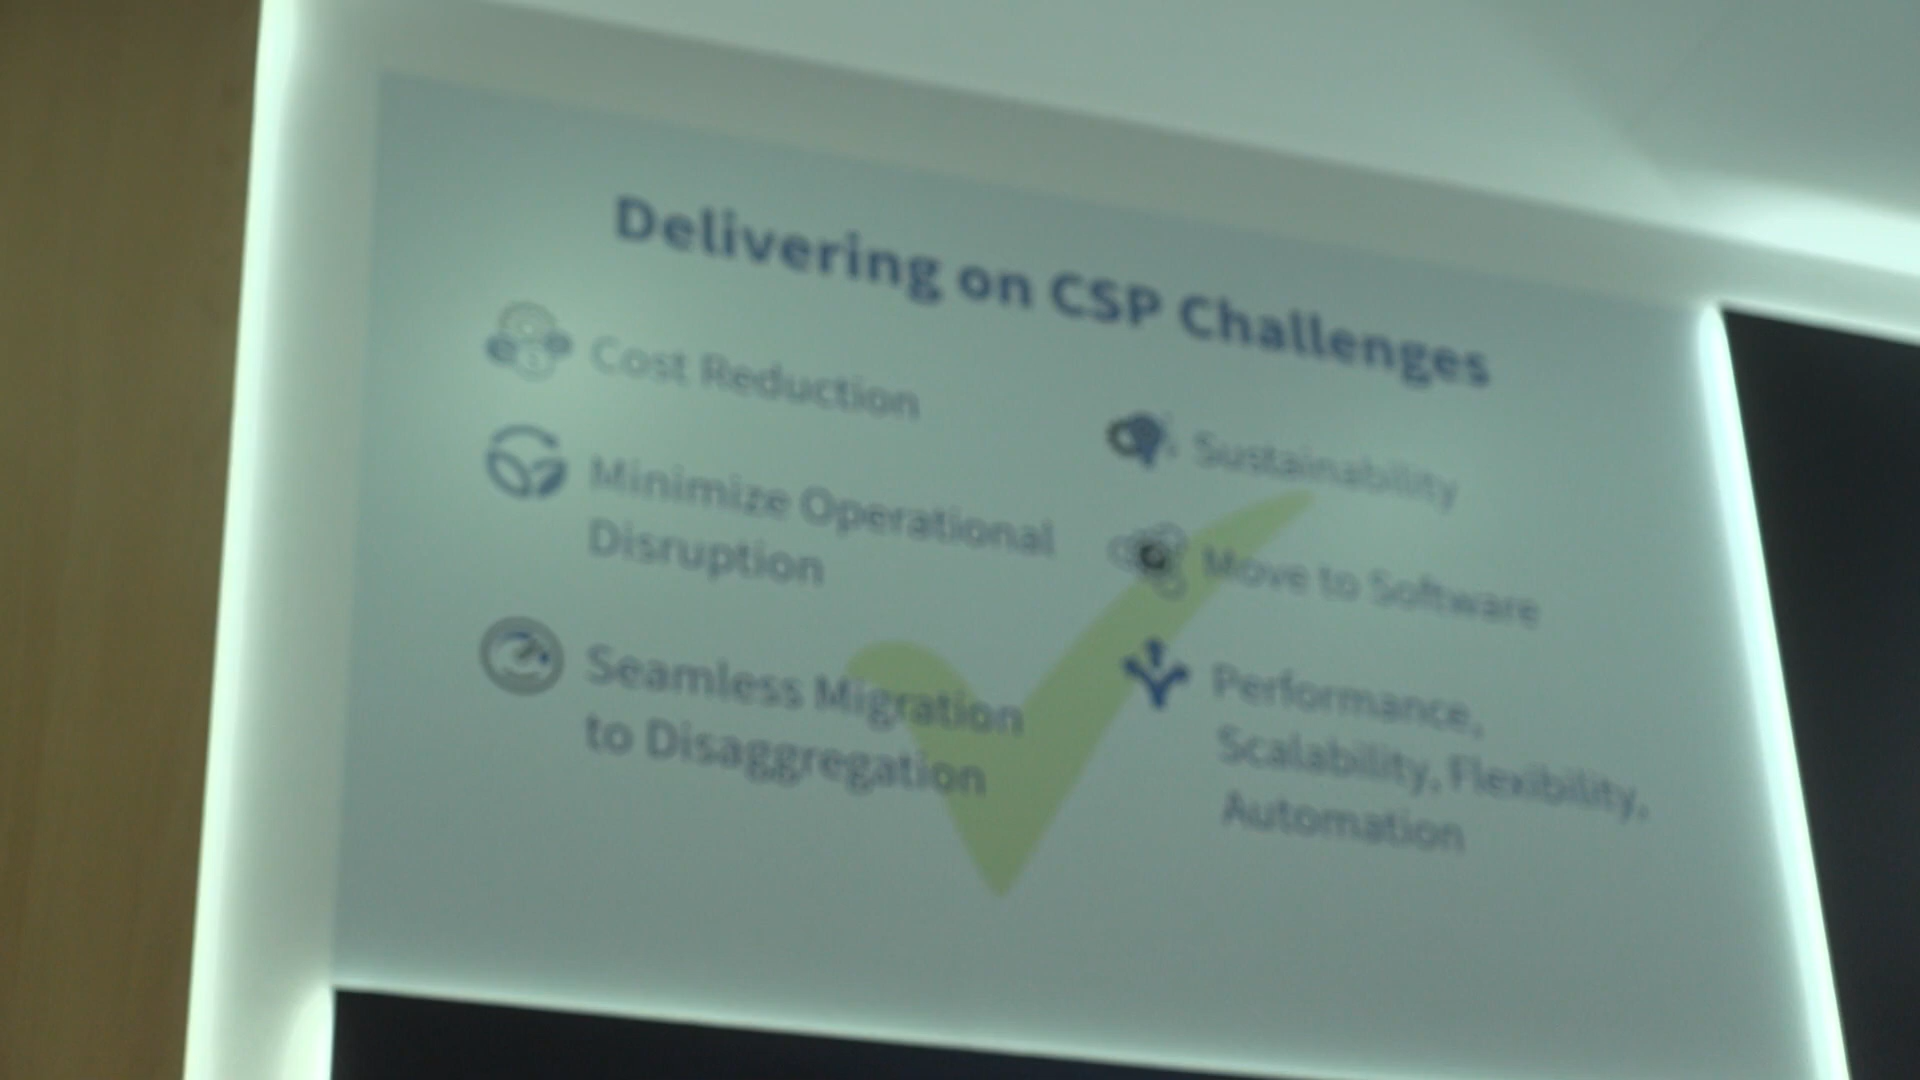 Delivering on CSP Challenges
Cost Reduction
Minimize Operational
Disruption
Seamless Migration
to Disaggregation
Sustainability
Move to Software
Performance,
Scalability, Flexibility,
Automation